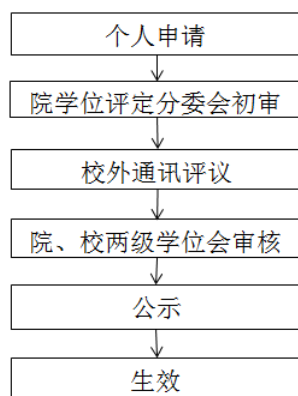 个人申请
院学位评定分委会初审
校外通讯评议
院、校两级学位会审核
公示
生效